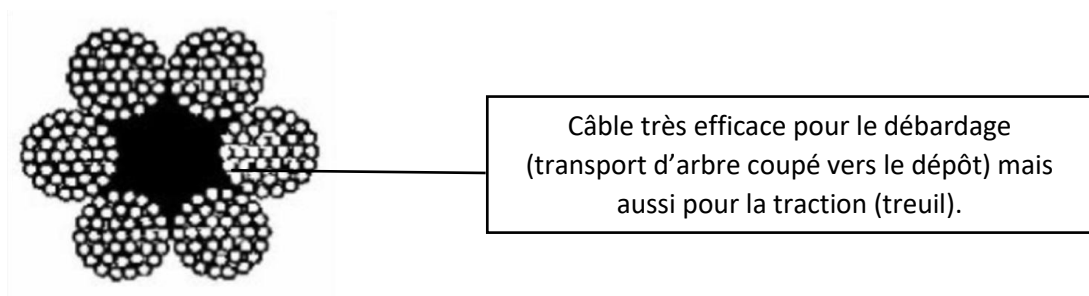 Câble très efficace pour le débardage
(transport d’arbre coupé vers le dépôt) mais
aussi pour la traction (treuil).